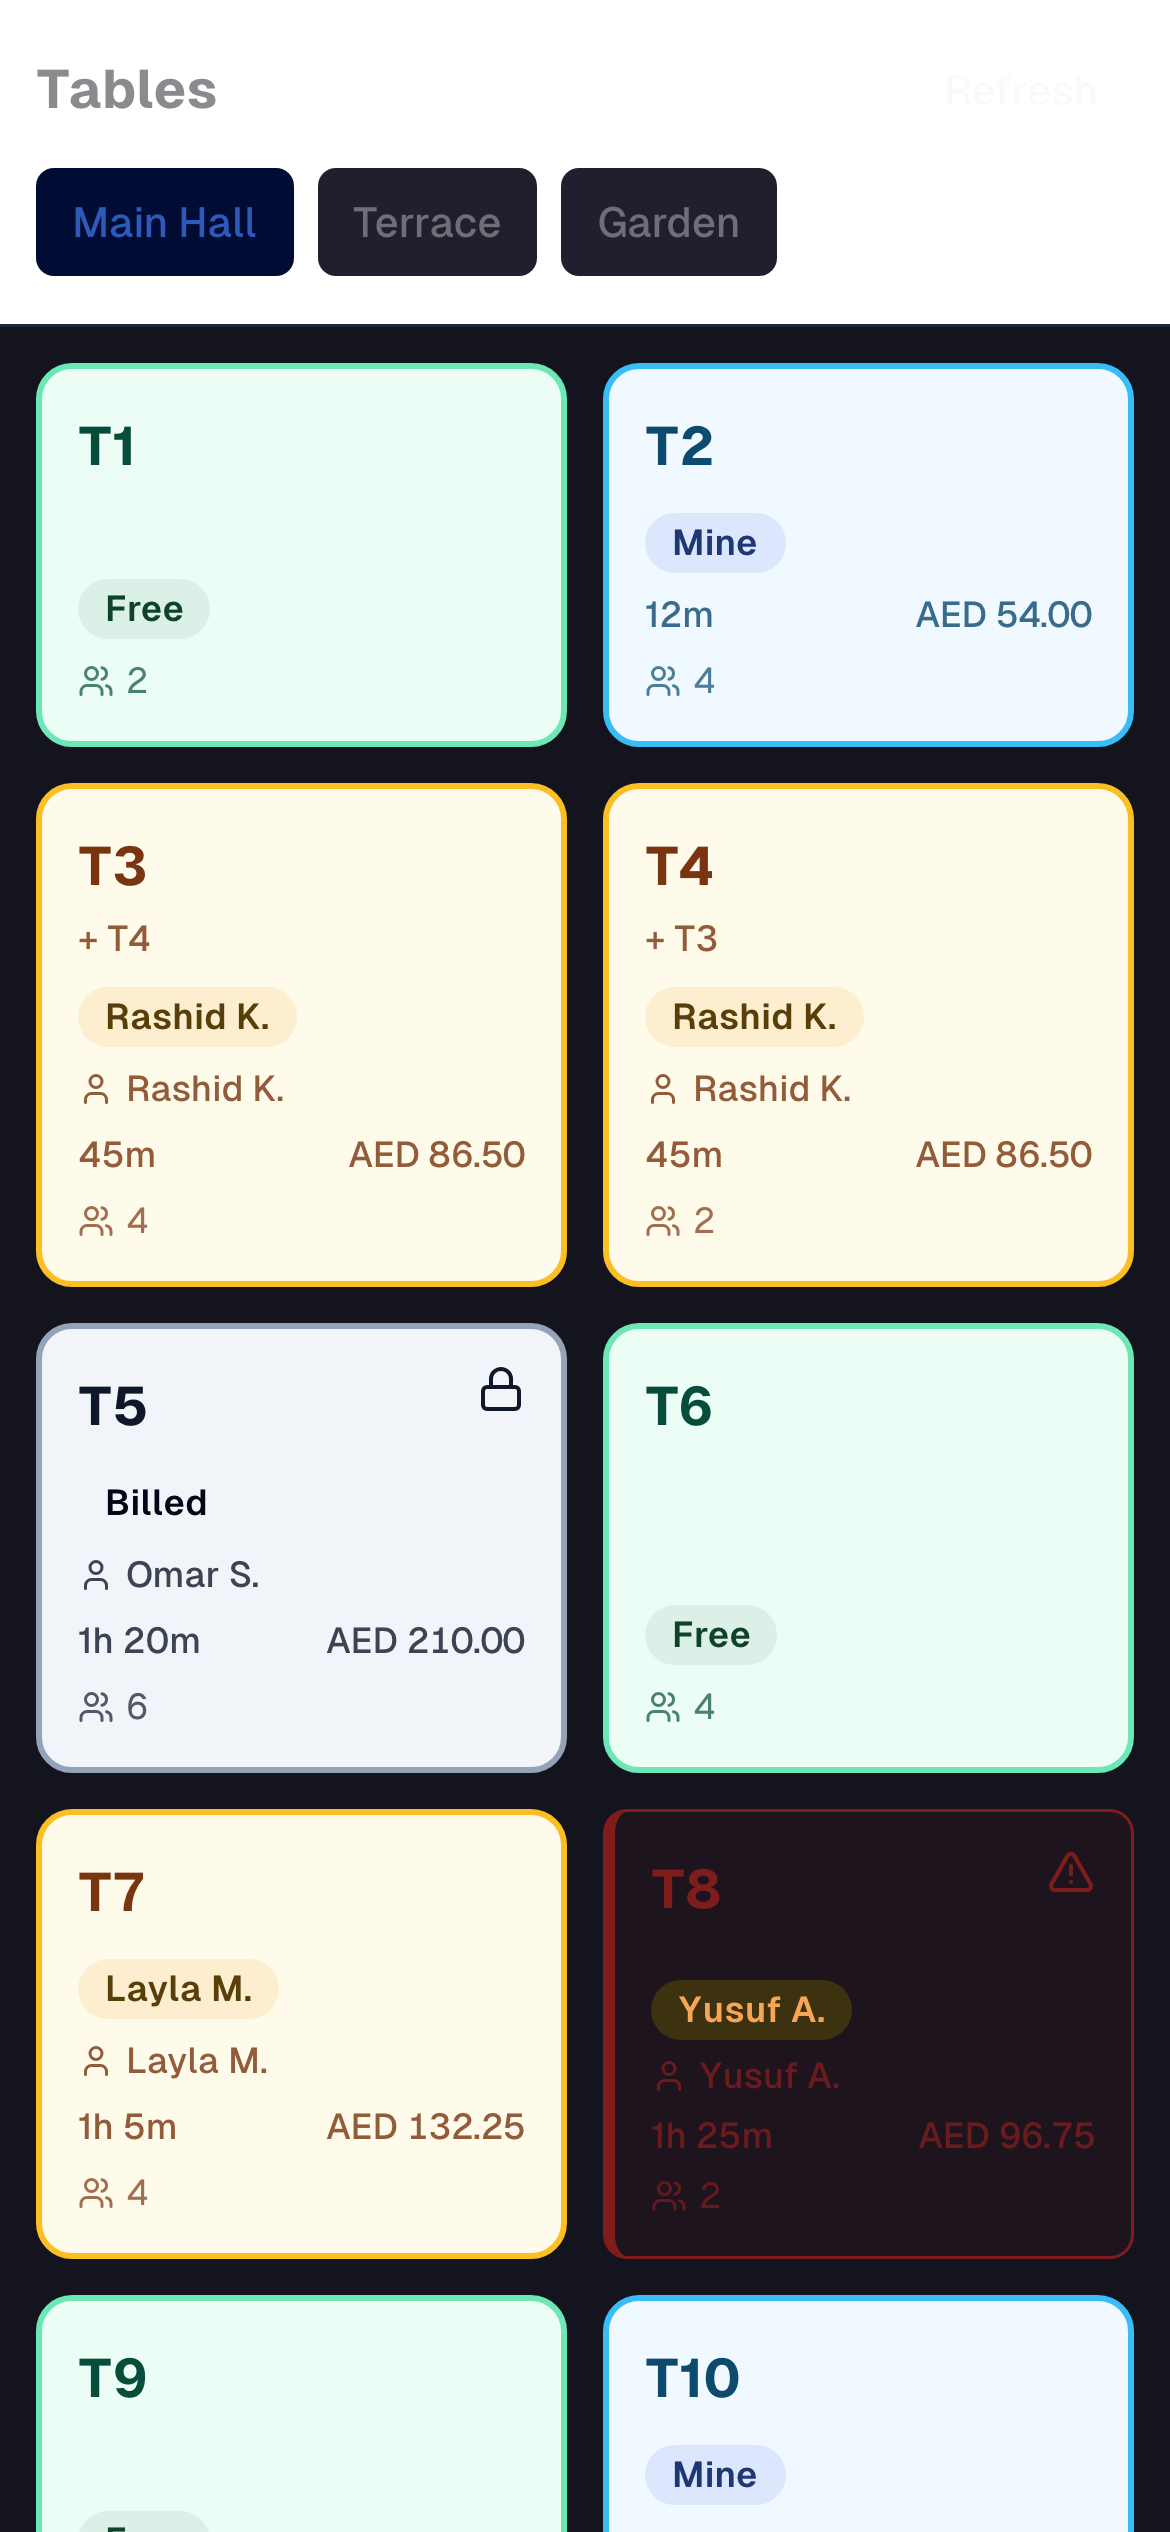 Tables
Refresh
Main Hall
Terrace
Garden
T1
Free
2
T2
Mine
12m
AED 54.00
4
T3
+ T4
Rashid K.
Rashid K.
45m
AED 86.50
4
T4
+ T3
Rashid K.
Rashid K.
45m
AED 86.50
2
T5
Billed
Omar S.
1h 20m
AED 210.00
6
T6
Free
4
T7
Layla M.
Layla M.
1h 5m
AED 132.25
4
T8
Yusuf A.
Yusuf A.
1h 25m
AED 96.75
2
T9
T10
Mine